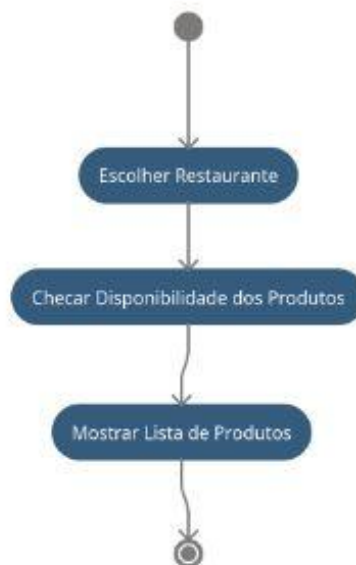 Escolher Restaurante
Checar Disponibilidade dos Produtos
Mostrar Lista de Produtos